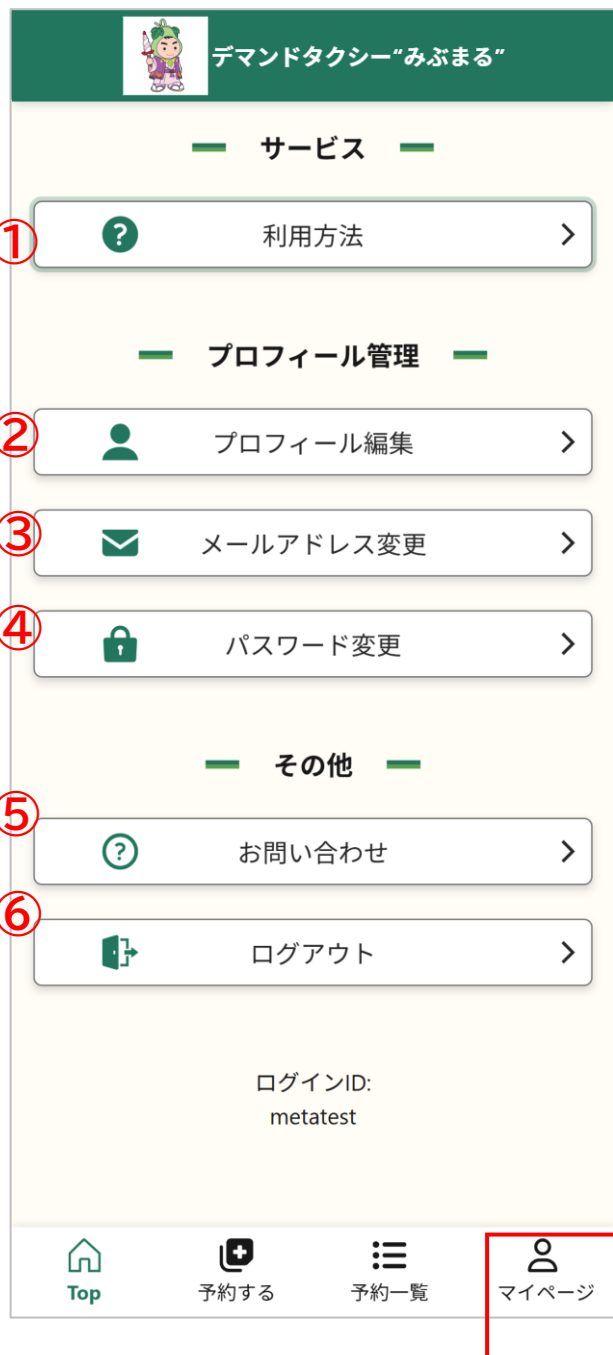 デマンドタクシー“みぶまる”
サービス
① 利用方法
プロフィール管理
② プロフィール編集
③ メールアドレス変更
④ パスワード変更
その他
⑤ お問い合わせ
⑥ ログアウト
ログインID:
metatest
Top 予約する 予約一覧 マイページ